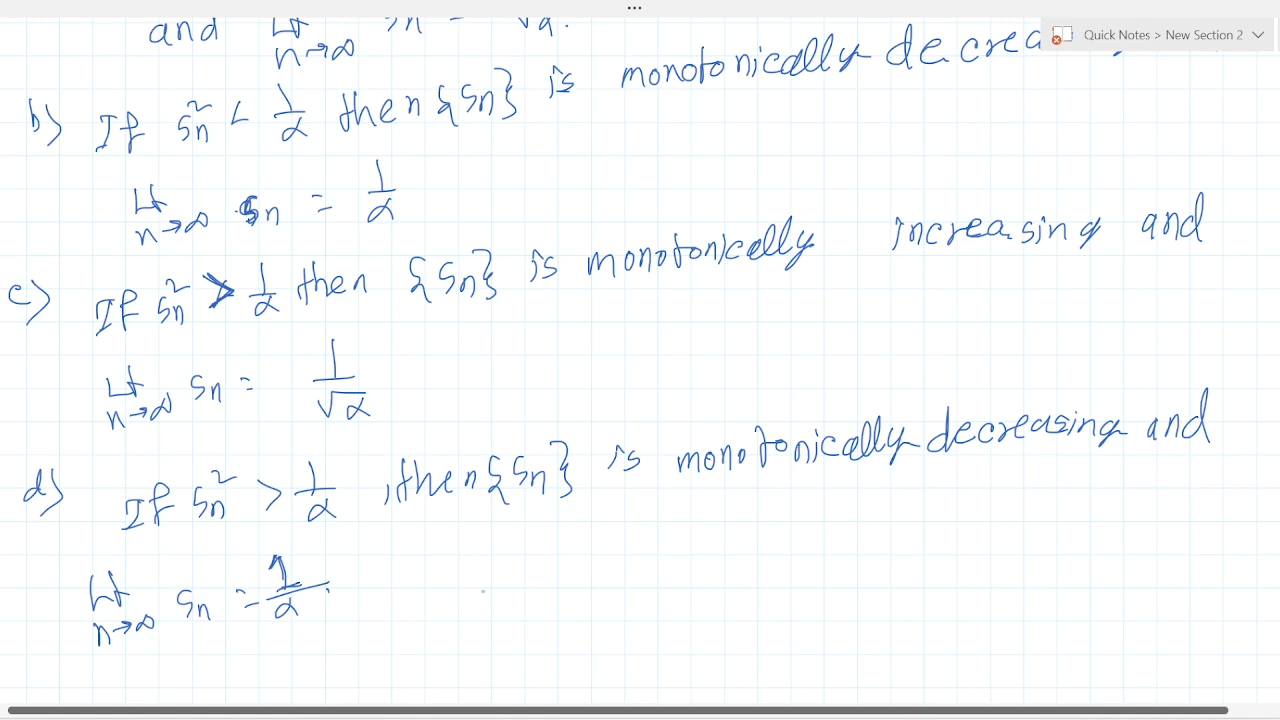 ...
Quick Notes > New Section 2
and Lt n→∞ Sn =
b) If Sn² < 1/α then {Sn} is monotonically decrea
Lt n→∞ Sn = 1/α
c) If Sn² > 1/α then {Sn} is monotonically increasing and
Lt n→∞ Sn = 1/√α
d) If Sn² > 1/α , then {Sn} is monotonically decreasing and
Lt n→∞ Sn = 1/α .